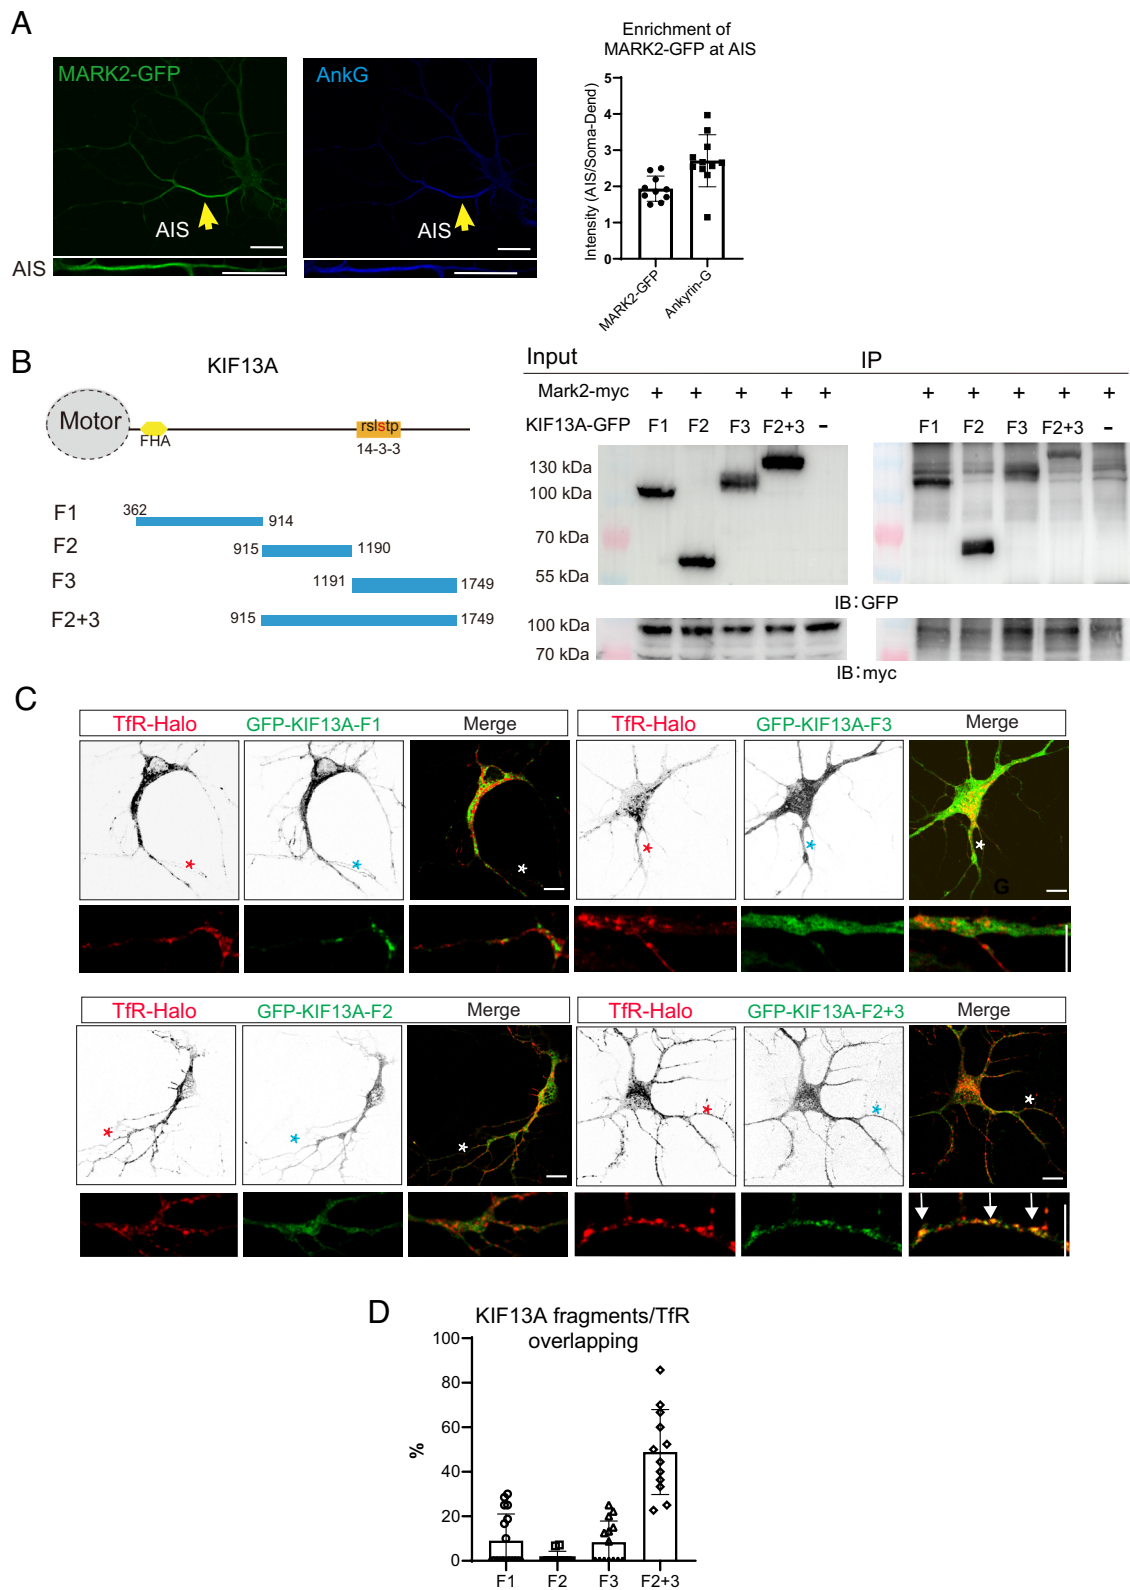 A
MARK2-GFP
AnkG
AIS
AIS
AIS
Enrichment of
MARK2-GFP at AIS
Intensity (AIS/Soma-Dend)
5
4
3
2
1
0
MARK2-GFP
Ankyrin-G
B
KIF13A
Motor
FHA
rslstp
14-3-3
F1
362
914
F2
915
1190
F3
1191
1749
F2+3
915
1749
Input
IP
Mark2-myc + + + + + + + + + +
KIF13A-GFP F1 F2 F3 F2+3 – F1 F2 F3 F2+3 –
130 kDa
100 kDa
70 kDa
55 kDa
IB: GFP
100 kDa
70 kDa
IB: myc
C
TfR-Halo GFP-KIF13A-F1 Merge TfR-Halo GFP-KIF13A-F3 Merge
* * * * * *
G
TfR-Halo GFP-KIF13A-F2 Merge TfR-Halo GFP-KIF13A-F2+3 Merge
* * * * * *
D
KIF13A fragments/TfR
overlapping
%
100
80
60
40
20
0
F1 F2 F3 F2+3